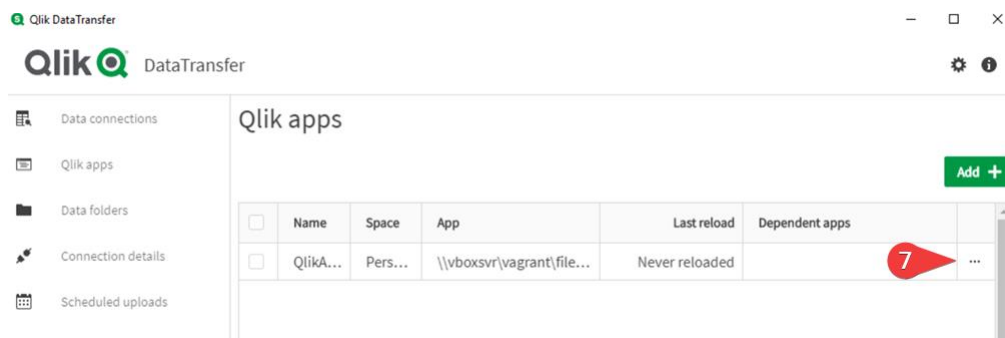 Qlik DataTransfer
Qlik DataTransfer
Data connections
Qlik apps
Data folders
Connection details
Scheduled uploads
Qlik apps
Add +
Name Space App Last reload Dependent apps
QlikA... Pers... \\vboxsvr\vagrant\file... Never reloaded 7 ...